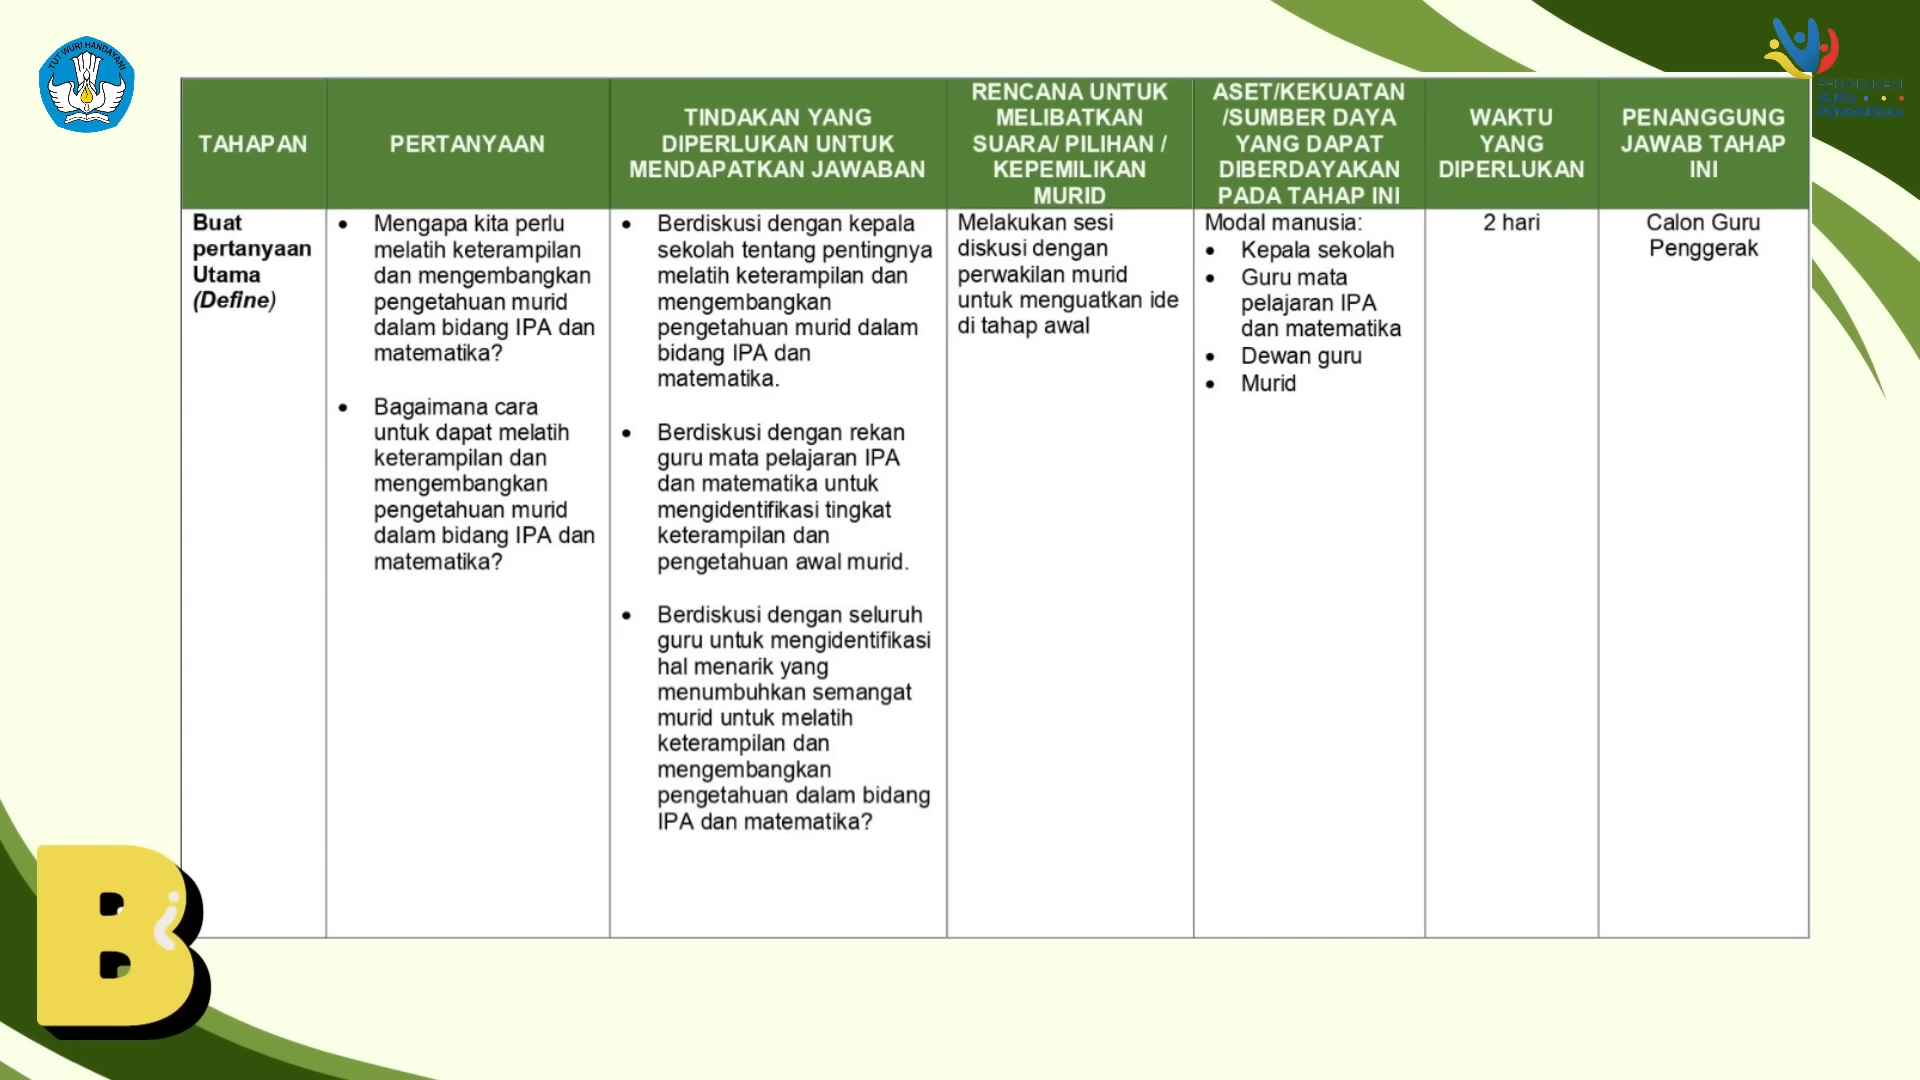 TUT WURI HANDAYANI
PENDIDIKAN
GURU
PENGGERAK
TAHAPAN
PERTANYAAN
TINDAKAN YANG
DIPERLUKAN UNTUK
MENDAPATKAN JAWABAN
RENCANA UNTUK
MELIBATKAN
SUARA/ PILIHAN /
KEPEMILIKAN
MURID
ASET/KEKUATAN
/SUMBER DAYA
YANG DAPAT
DIBERDAYAKAN
PADA TAHAP INI
WAKTU
YANG
DIPERLUKAN
PENANGGUNG
JAWAB TAHAP
INI
Buat
pertanyaan
Utama
(Define)
• Mengapa kita perlu
melatih keterampilan
dan mengembangkan
pengetahuan murid
dalam bidang IPA dan
matematika?
• Bagaimana cara
untuk dapat melatih
keterampilan dan
mengembangkan
pengetahuan murid
dalam bidang IPA dan
matematika?
• Berdiskusi dengan kepala
sekolah tentang pentingnya
melatih keterampilan dan
mengembangkan
pengetahuan murid dalam
bidang IPA dan
matematika.
• Berdiskusi dengan rekan
guru mata pelajaran IPA
dan matematika untuk
mengidentifikasi tingkat
keterampilan dan
pengetahuan awal murid.
• Berdiskusi dengan seluruh
guru untuk mengidentifikasi
hal menarik yang
menumbuhkan semangat
murid untuk melatih
keterampilan dan
mengembangkan
pengetahuan dalam bidang
IPA dan matematika?
Melakukan sesi
diskusi dengan
perwakilan murid
untuk menguatkan ide
di tahap awal
Modal manusia:
• Kepala sekolah
• Guru mata
pelajaran IPA
dan matematika
• Dewan guru
• Murid
2 hari
Calon Guru
Penggerak
B